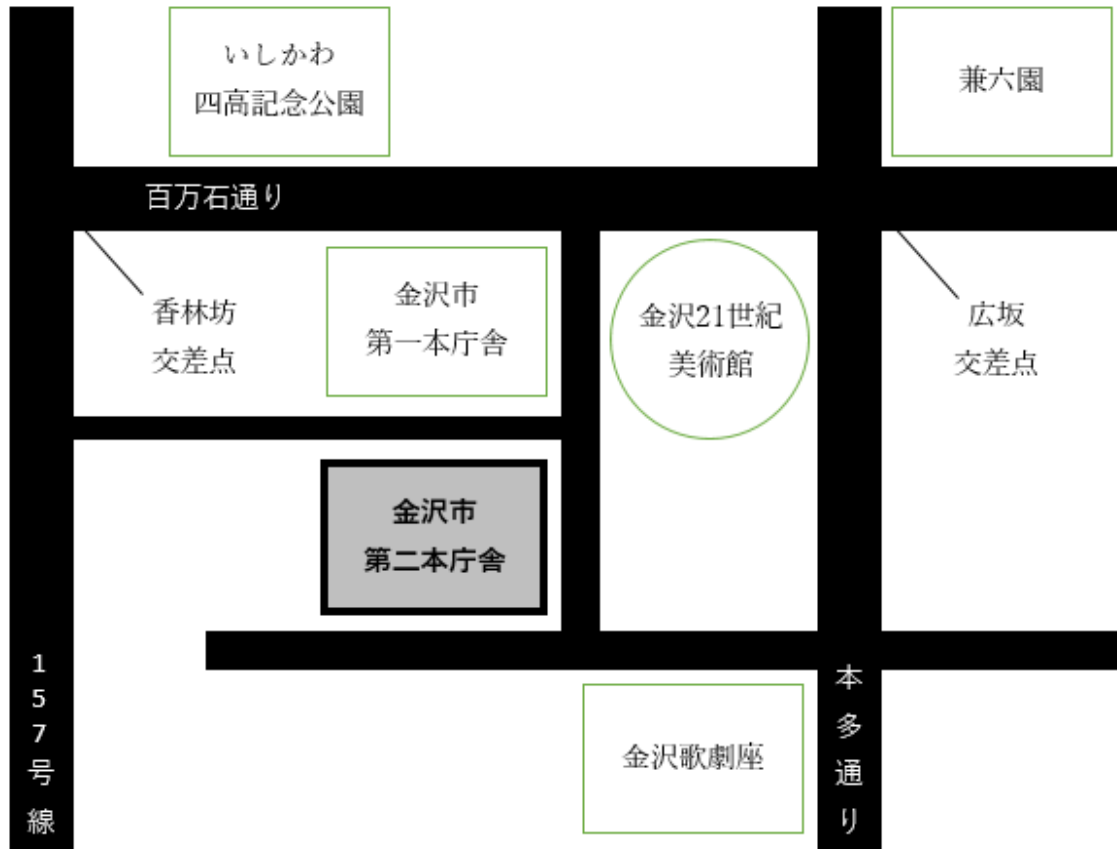 いしかわ
四高記念公園
兼六園
百万石通り
香林坊
交差点
金沢市
第一本庁舎
金沢21世紀
美術館
広坂
交差点
金沢市
第二本庁舎
157号線
本多通り
金沢歌劇座